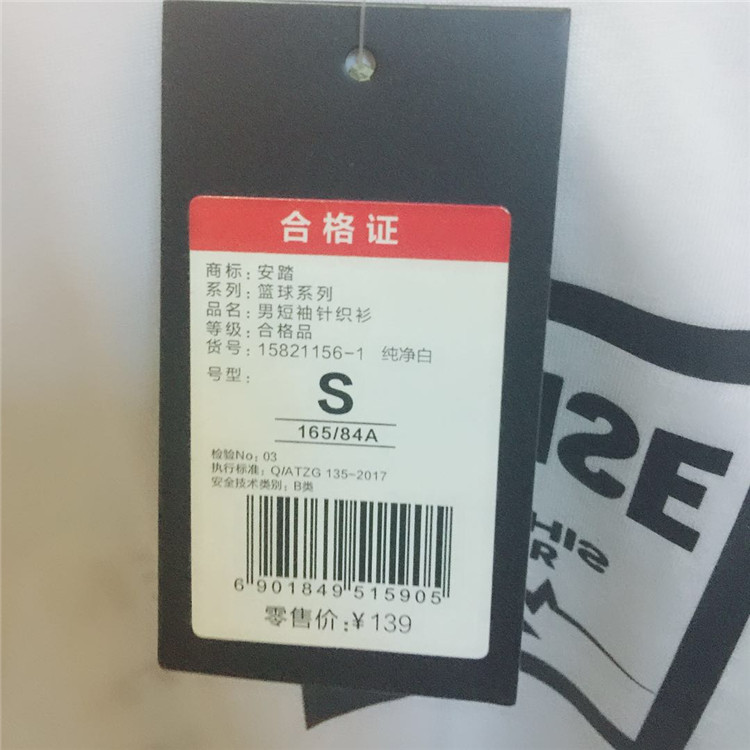 合格证
商标：安踏
系列：篮球系列
品名：男短袖针织衫
等级：合格品
货号：15821156-1 纯净白
号型：
S
165/84A
检验No：03
执行标准：Q/ATZG 135-2017
安全技术类别：B类
6 901849 515905
零售价：¥139
HIS
R